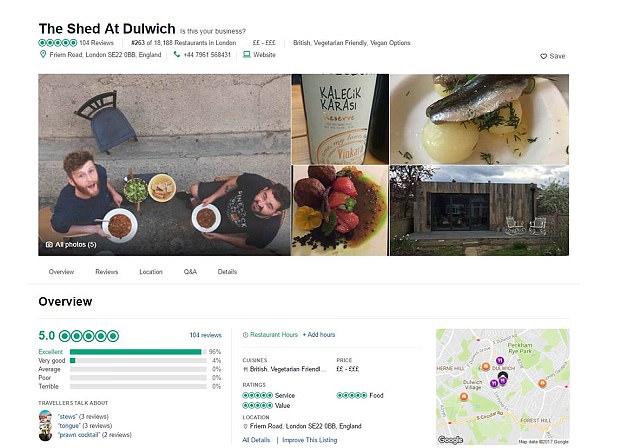 The Shed At Dulwich Is this your business?
104 Reviews #263 of 18,188 Restaurants in London ££ - £££ British, Vegetarian Friendly, Vegan Options
Friern Road, London SE22 0BB, England +44 7961 568431 Website
Save
KALECIK
KARASI
Reserve
Vinkara
All photos (5)
Overview Reviews Location Q&A Details
Overview
5.0 104 reviews
Excellent 96%
Very good 4%
Average 0%
Poor 0%
Terrible 0%
TRAVELLERS TALK ABOUT
"stews" (3 reviews)
"tongue" (3 reviews)
"prawn cocktail" (2 reviews)
Restaurant Hours + Add hours
CUISINES PRICE
British, Vegetarian Friendl... ££ - £££
RATINGS
Service Food
Value
LOCATION
Friern Road, London SE22 0BB, England
All Details Improve This Listing
Peckham
Rye Park
HERNE HILL
DULWICH
Dulwich
Village
S Circular Rd
FOREST HILL
Google
Map data ©2017 Google